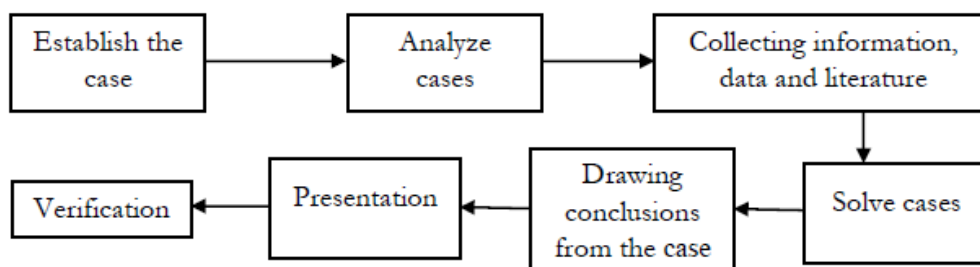 Establish the
case
Analyze
cases
Collecting information,
data and literature
Solve cases
Drawing
conclusions
from the case
Presentation
Verification